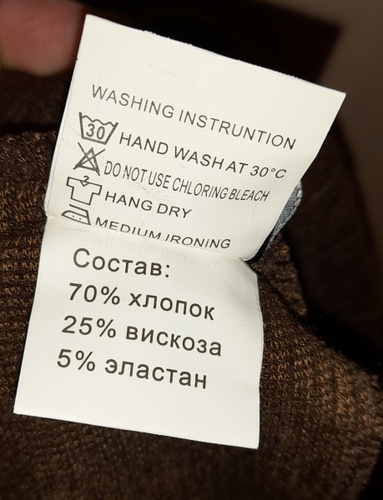 WASHING INSTRUNTION
30 HAND WASH AT 30°C
DO NOT USE CHLORING BLEACH
HANG DRY
MEDIUM IRONING
Состав:
70% хлопок
25% вискоза
5% эластан